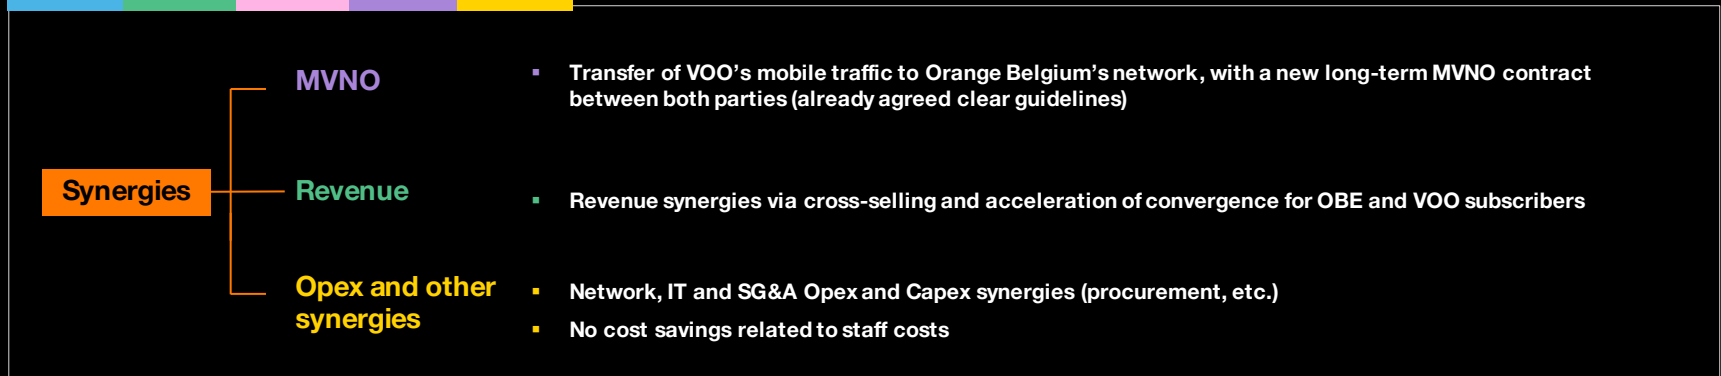 MVNO
▪ Transfer of VOO's mobile traffic to Orange Belgium's network, with a new long-term MVNO contract
between both parties (already agreed clear guidelines)
Synergies
Revenue
▪ Revenue synergies via cross-selling and acceleration of convergence for OBE and VOO subscribers
Opex and other
synergies
▪ Network, IT and SG&A Opex and Capex synergies (procurement, etc.)
▪ No cost savings related to staff costs